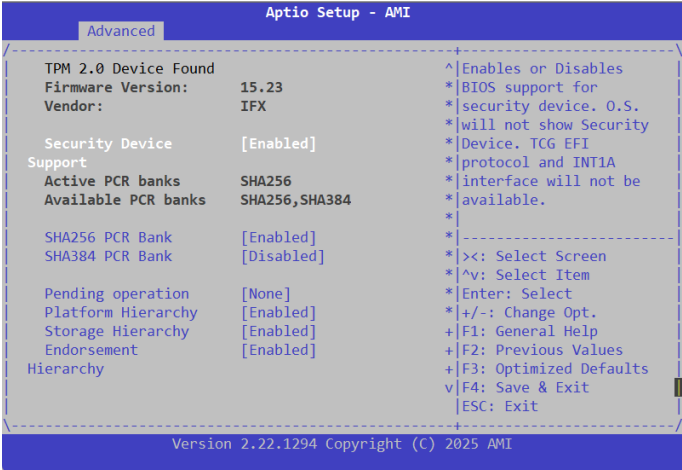 Aptio Setup - AMI
Advanced
/----------------------------------------------------+--------------------------\
TPM 2.0 Device Found ^|Enables or Disables
Firmware Version: 15.23 *|BIOS support for
Vendor: IFX *|security device. O.S.
*|will not show Security
Security Device [Enabled] *|Device. TCG EFI
Support *|protocol and INT1A
Active PCR banks SHA256 *|interface will not be
Available PCR banks SHA256,SHA384 *|available.
*|
SHA256 PCR Bank [Enabled] *|-------------------------
SHA384 PCR Bank [Disabled] *|><: Select Screen
*|^v: Select Item
Pending operation [None] *|Enter: Select
Platform Hierarchy [Enabled] *|+/-: Change Opt.
Storage Hierarchy [Enabled] +|F1: General Help
Endorsement [Enabled] +|F2: Previous Values
Hierarchy +|F3: Optimized Defaults
v|F4: Save & Exit
|ESC: Exit
\----------------------------------------------------+--------------------------/
Version 2.22.1294 Copyright (C) 2025 AMI